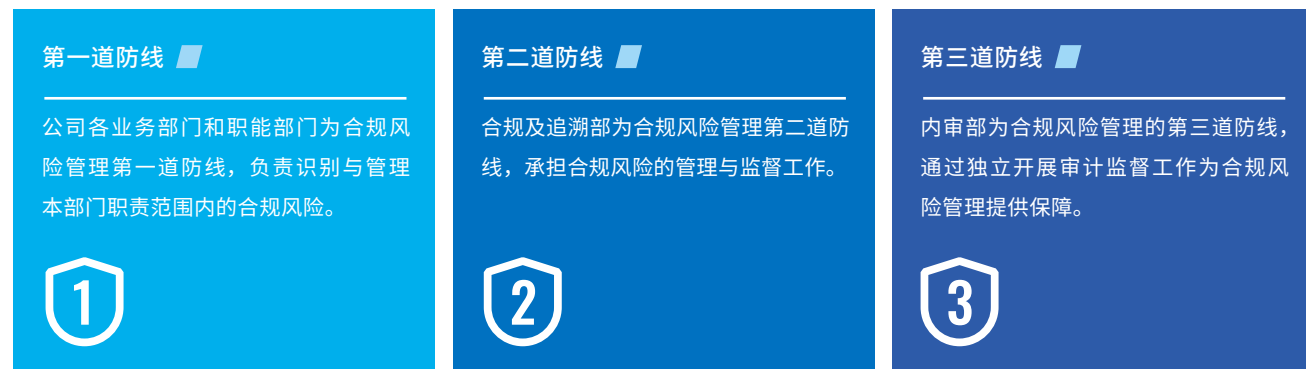 第一道防线
公司各业务部门和职能部门为合规风
险管理第一道防线，负责识别与管理
本部门职责范围内的合规风险。
1
第二道防线
合规及追溯部为合规风险管理第二道防
线，承担合规风险的管理与监督工作。
2
第三道防线
内审部为合规风险管理的第三道防线，
通过独立开展审计监督工作为合规风
险管理提供保障。
3